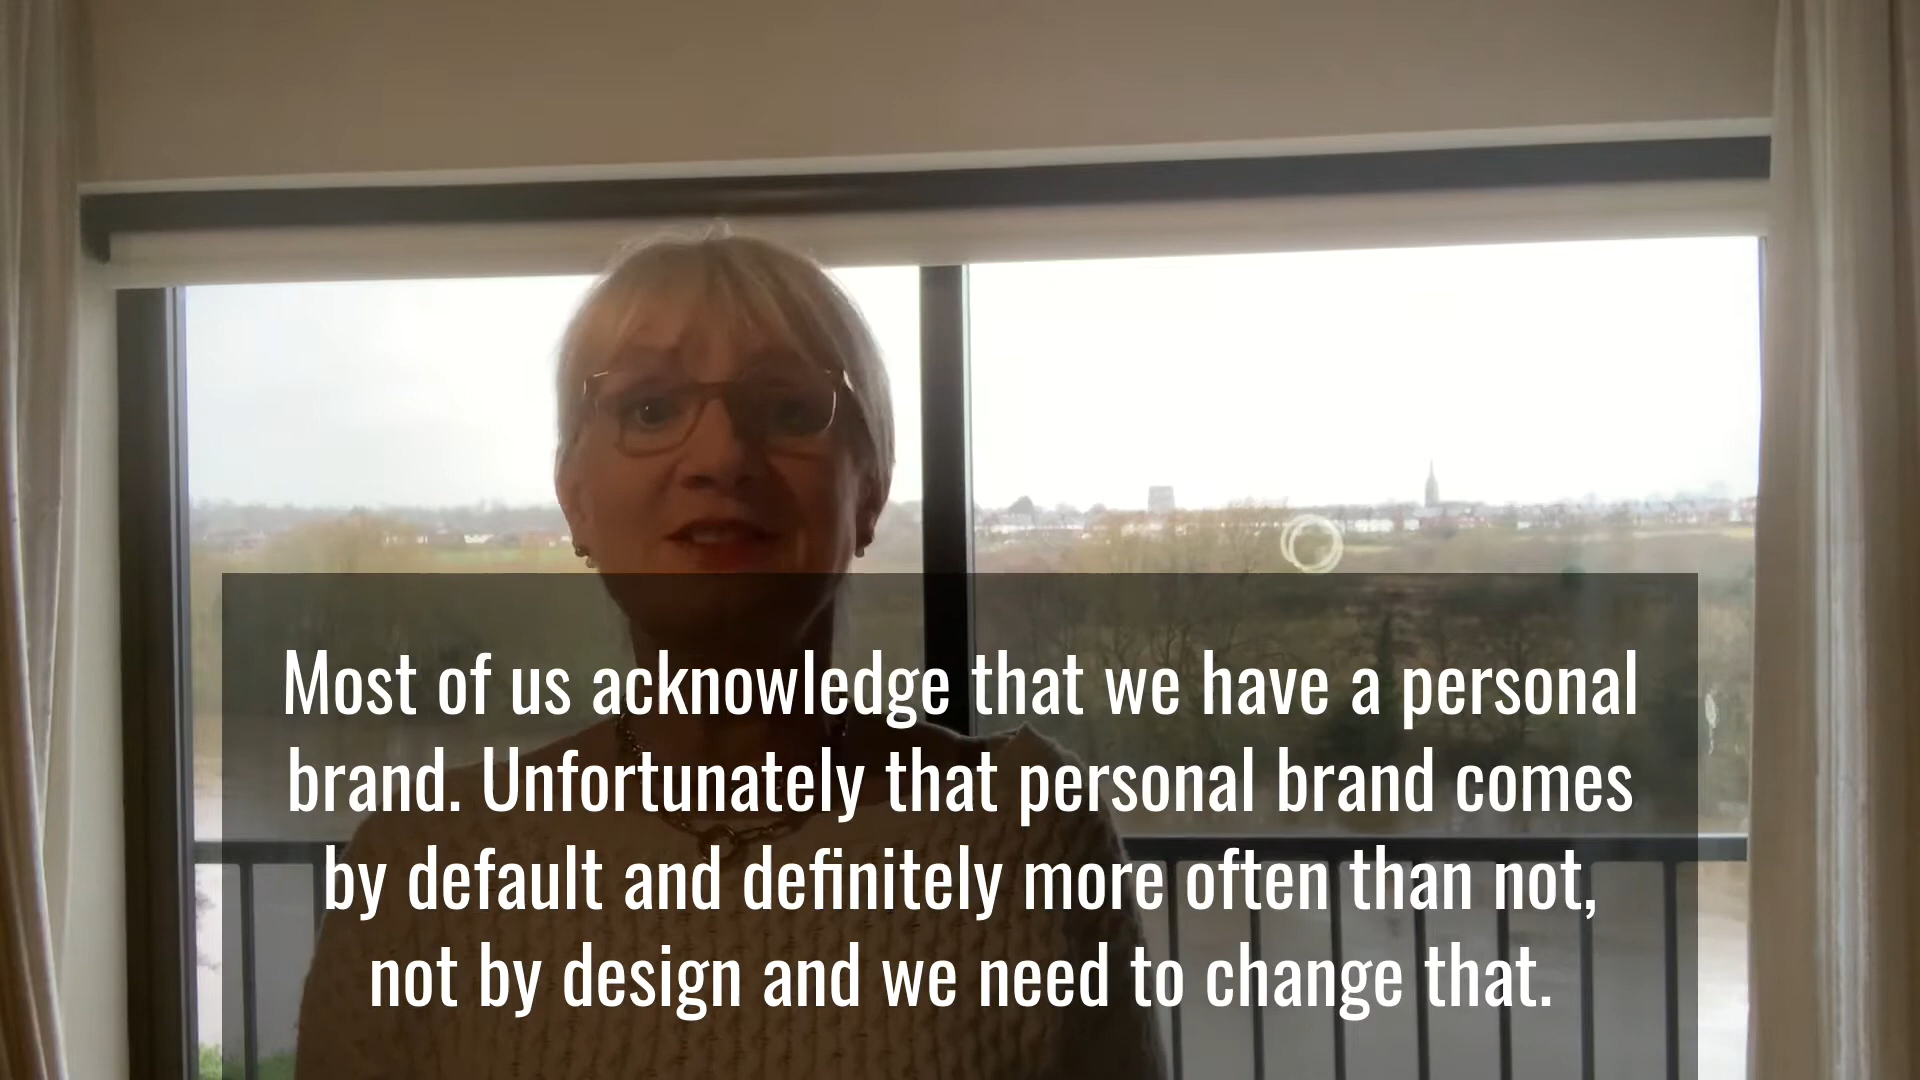 Most of us acknowledge that we have a personal
brand. Unfortunately that personal brand comes
by default and definitely more often than not,
not by design and we need to change that.